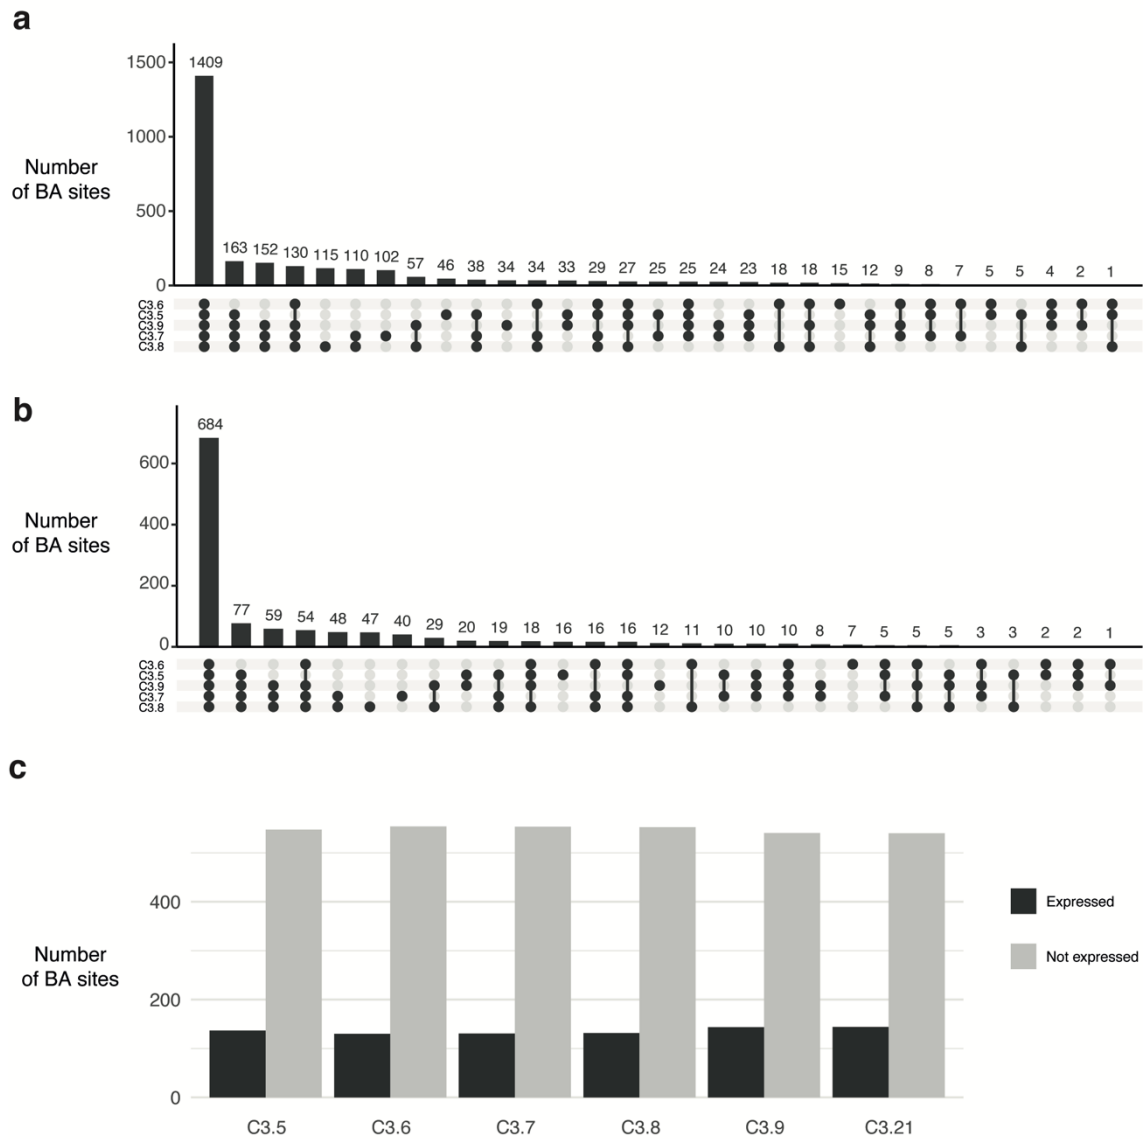 a
1500
1000
500
0
Number
of BA sites
1409 163 152 130 115 110 102 57 46 38 34 34 33 29 27 25 25 24 23 18 18 15 12 9 8 7 5 5 4 2 1
C3.6
C3.5
C3.9
C3.7
C3.8
b
600
400
200
0
Number
of BA sites
684 77 59 54 48 47 40 29 20 19 18 16 16 16 12 11 10 10 10 8 7 5 5 5 3 3 2 2 1
C3.6
C3.5
C3.9
C3.7
C3.8
c
400
200
0
Number
of BA sites
Expressed
Not expressed
C3.5 C3.6 C3.7 C3.8 C3.9 C3.21